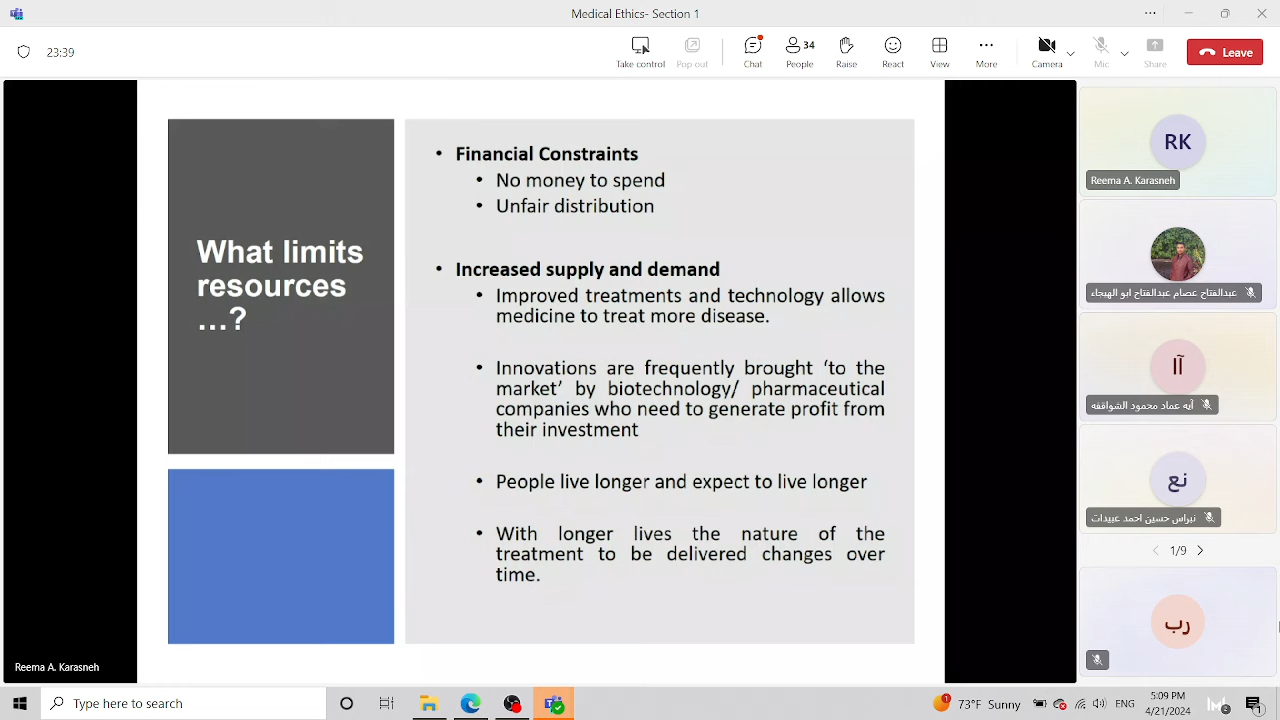 Medical Ethics- Section 1
23:39
Take control
Pop out
Chat
34
People
Raise
React
View
More
Camera
Mic
Share
Leave
What limits
resources
…?
• Financial Constraints
• No money to spend
• Unfair distribution
• Increased supply and demand
• Improved treatments and technology allows
medicine to treat more disease.
• Innovations are frequently brought ‘to the
market’ by biotechnology/ pharmaceutical
companies who need to generate profit from
their investment
• People live longer and expect to live longer
• With longer lives the nature of the
treatment to be delivered changes over
time.
Reema A. Karasneh
RK
Reema A. Karasneh
عبدالفتاح عصام عبدالفتاح ابو الهيجاء
آا
آيه عماد محمود الشواقفه
نع
نبراس حسين احمد عبيدات
1/9
رب
Type here to search
1
73°F Sunny
ENG
5:09 PM
4/21/2024
2
1